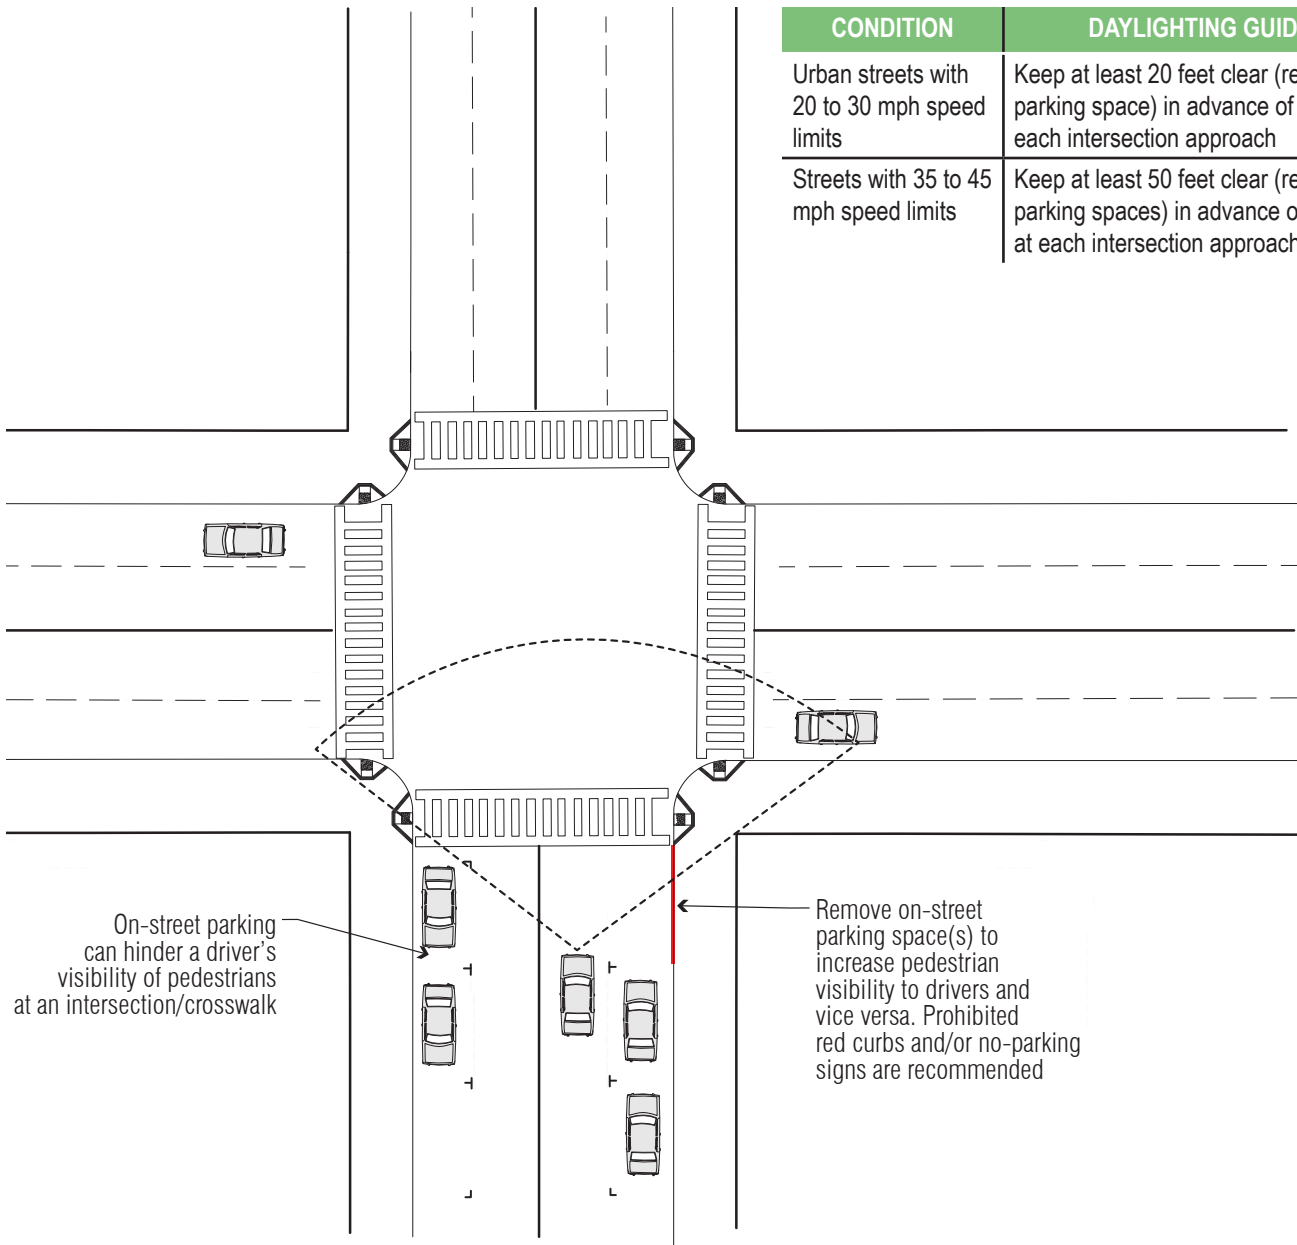 CONDITION
DAYLIGHTING GUID
Urban streets with
20 to 30 mph speed
limits
Keep at least 20 feet clear (re
parking space) in advance of
each intersection approach
Streets with 35 to 45
mph speed limits
Keep at least 50 feet clear (re
parking spaces) in advance o
at each intersection approach
On-street parking
can hinder a driver's
visibility of pedestrians
at an intersection/crosswalk
Remove on-street
parking space(s) to
increase pedestrian
visibility to drivers and
vice versa. Prohibited
red curbs and/or no-parking
signs are recommended